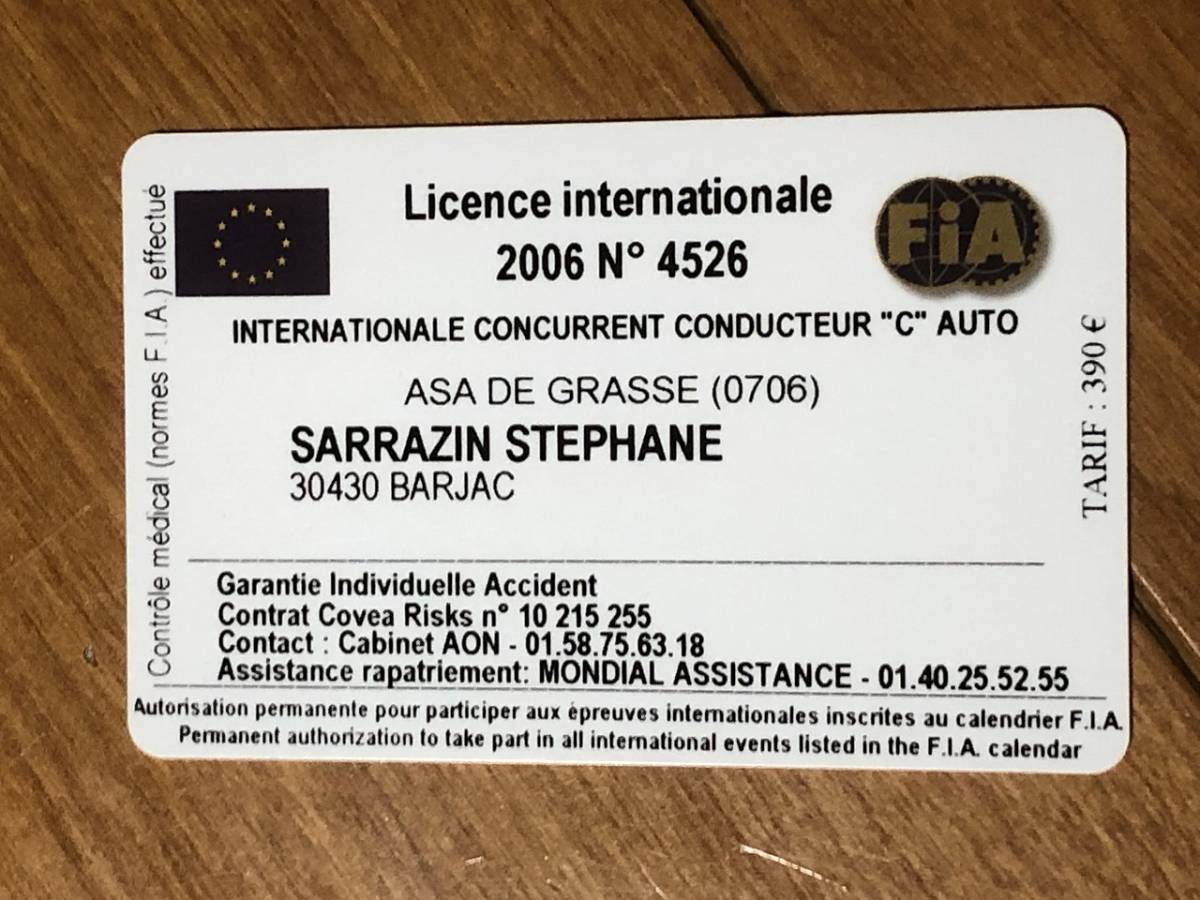 Licence internationale
2006 N° 4526
FiA
INTERNATIONALE CONCURRENT CONDUCTEUR "C" AUTO
ASA DE GRASSE (0706)
SARRAZIN STEPHANE
30430 BARJAC
Contrôle médical (normes F.I.A.) effectué
TARIF : 390 €
Garantie Individuelle Accident
Contrat Covea Risks n° 10 215 255
Contact : Cabinet AON - 01.58.75.63.18
Assistance rapatriement: MONDIAL ASSISTANCE - 01.40.25.52.55
Autorisation permanente pour participer aux épreuves internationales inscrites au calendrier F.I.A.
Permanent authorization to take part in all international events listed in the F.I.A. calendar